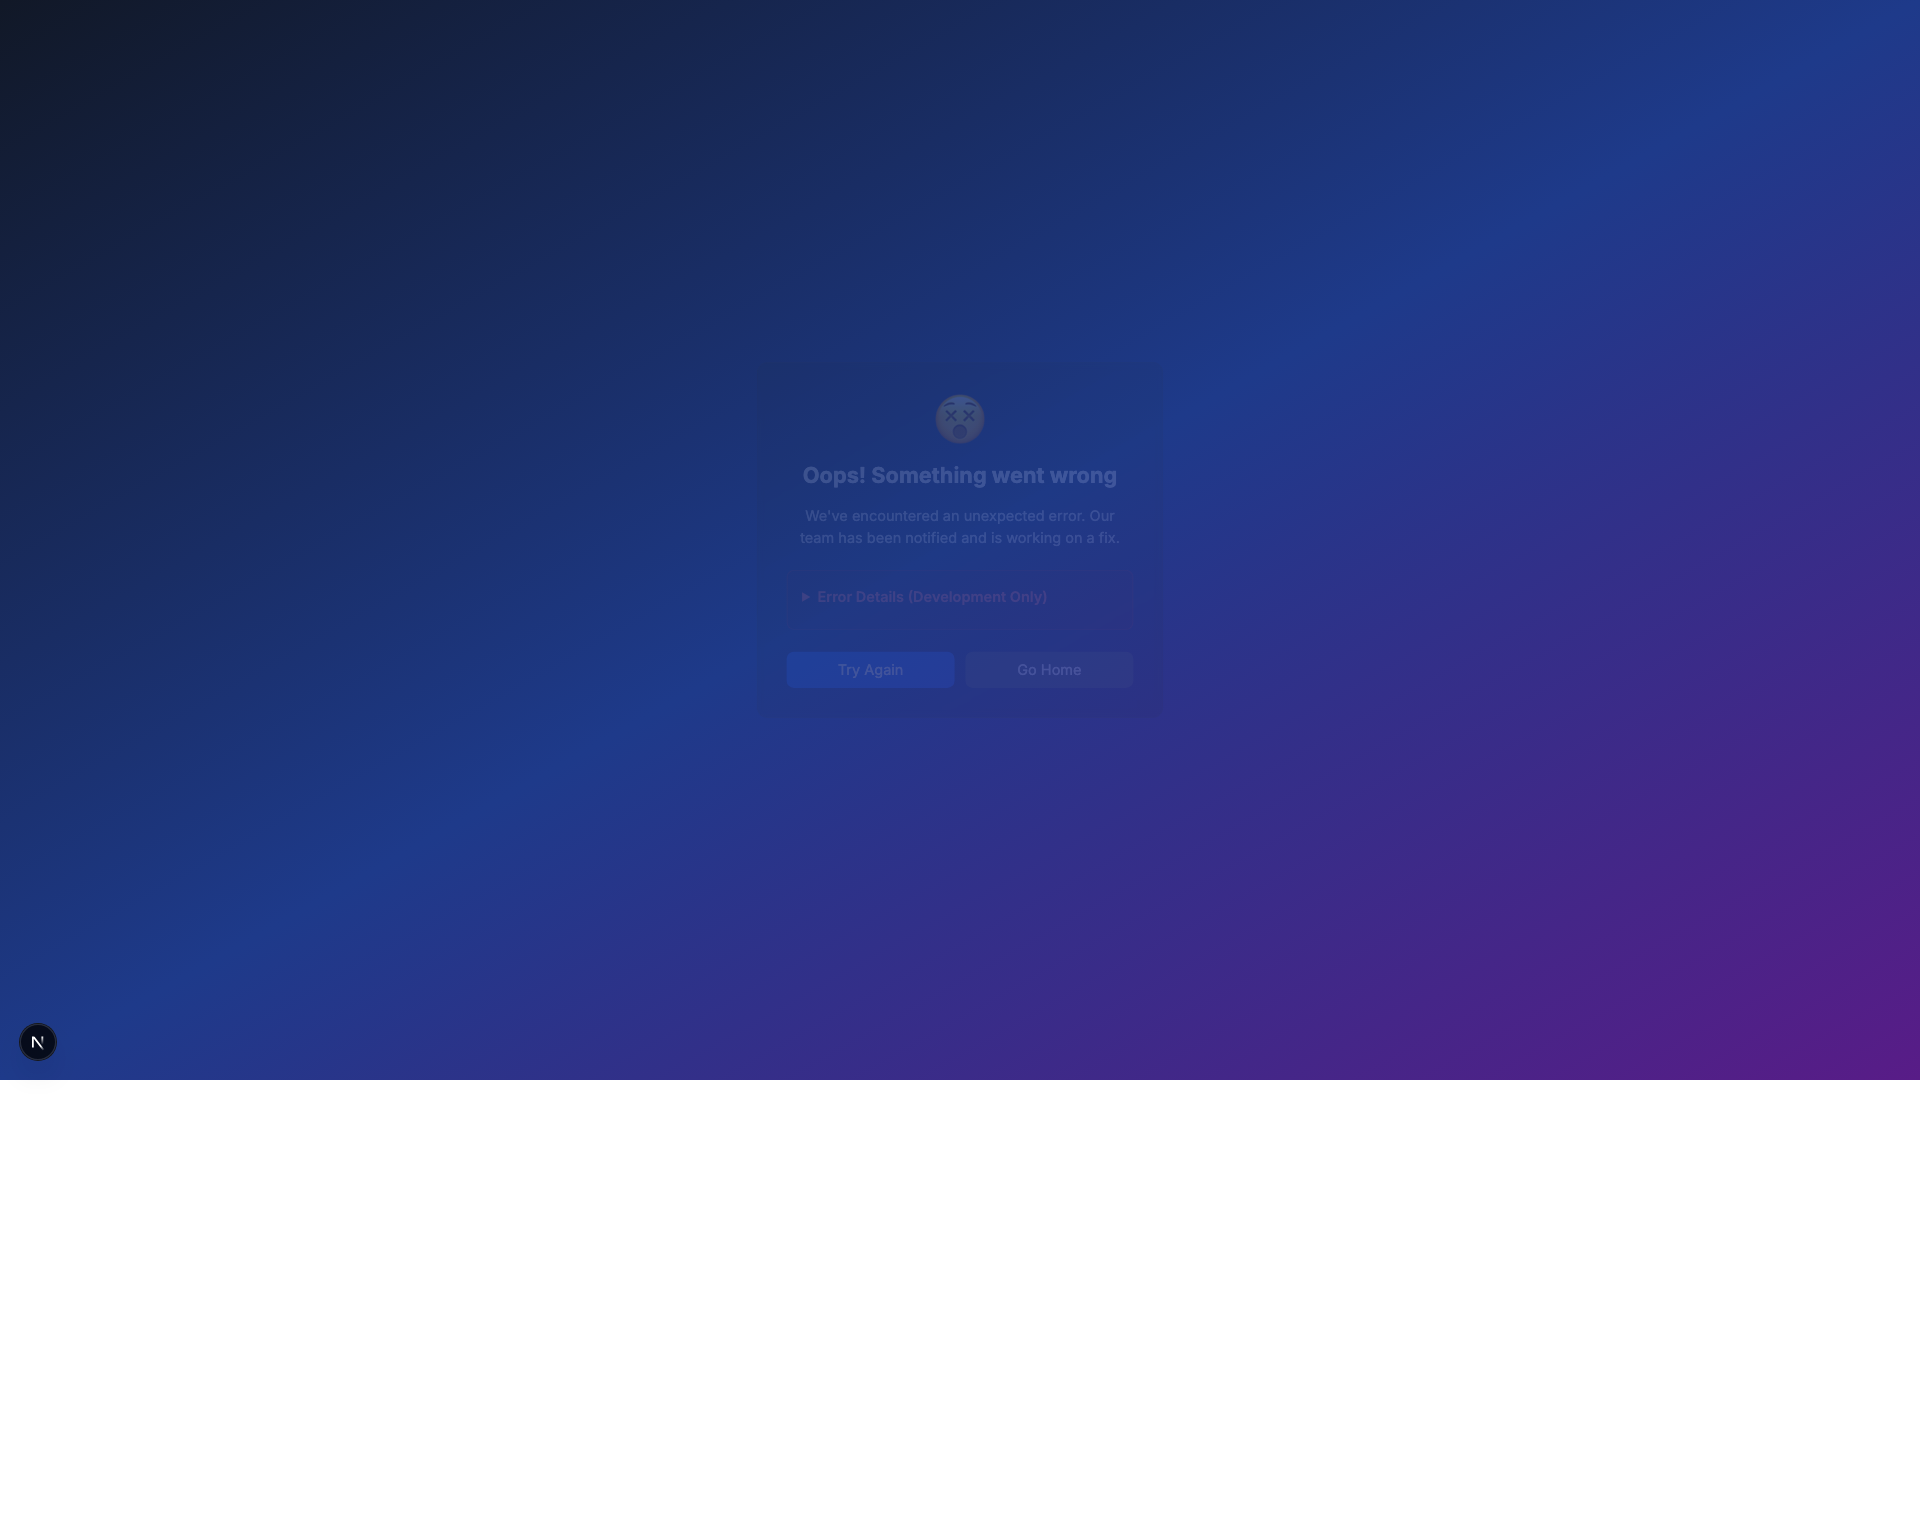 Oops! Something went wrong
We've encountered an unexpected error. Our
team has been notified and is working on a fix.
Error Details (Development Only)
Try Again
Go Home
N